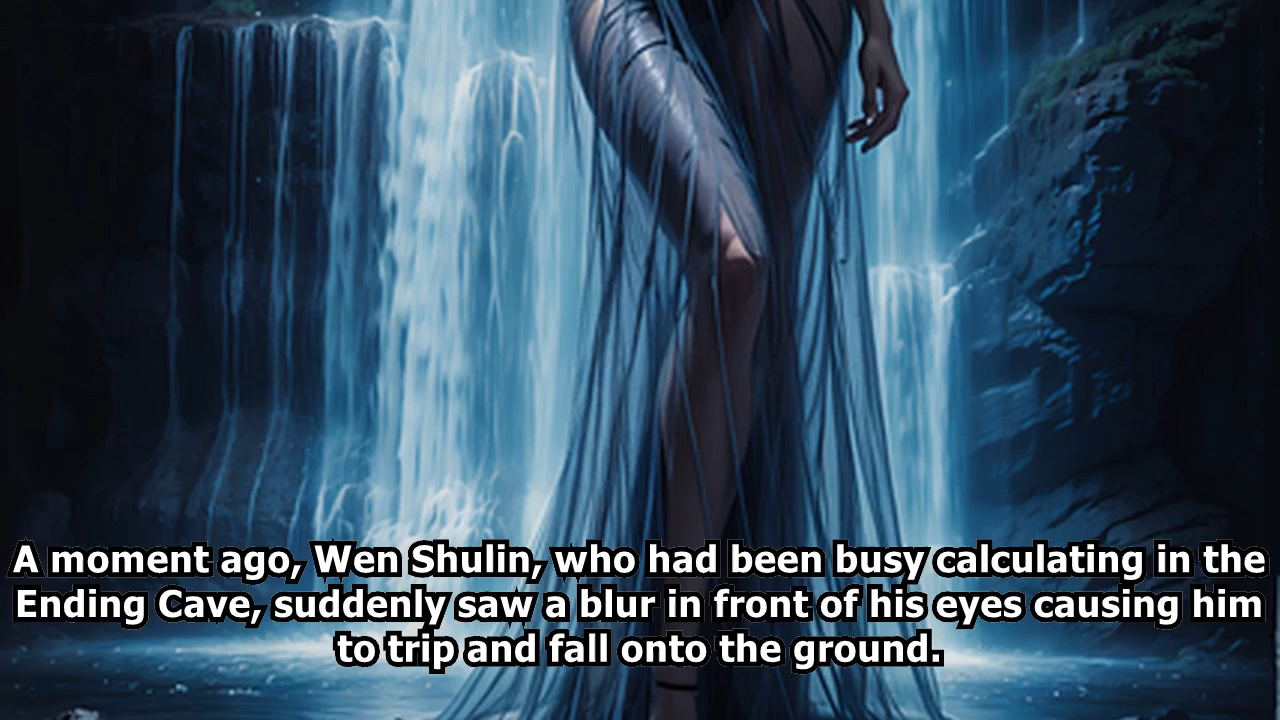 A moment ago, Wen Shulin, who had been busy calculating in the
Ending Cave, suddenly saw a blur in front of his eyes causing him
to trip and fall onto the ground.